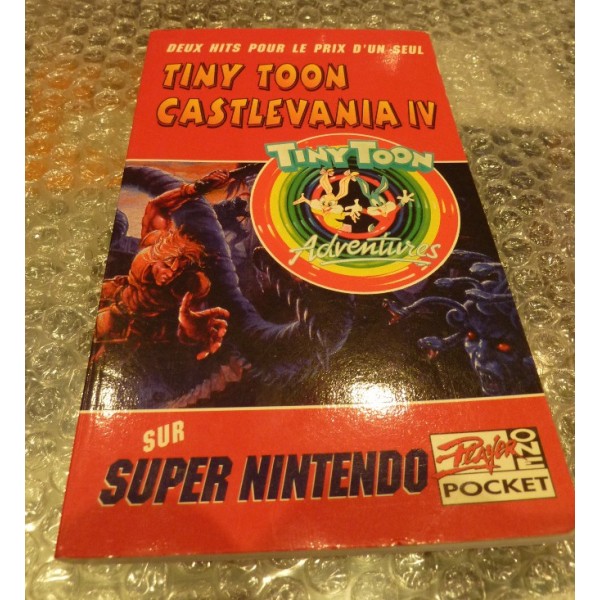 DEUX HITS POUR LE PRIX D'UN SEUL
TINY TOON
CASTLEVANIA IV
TINY TOON
Adventures
SUR
SUPER NINTENDO
PLAYER ONE
POCKET